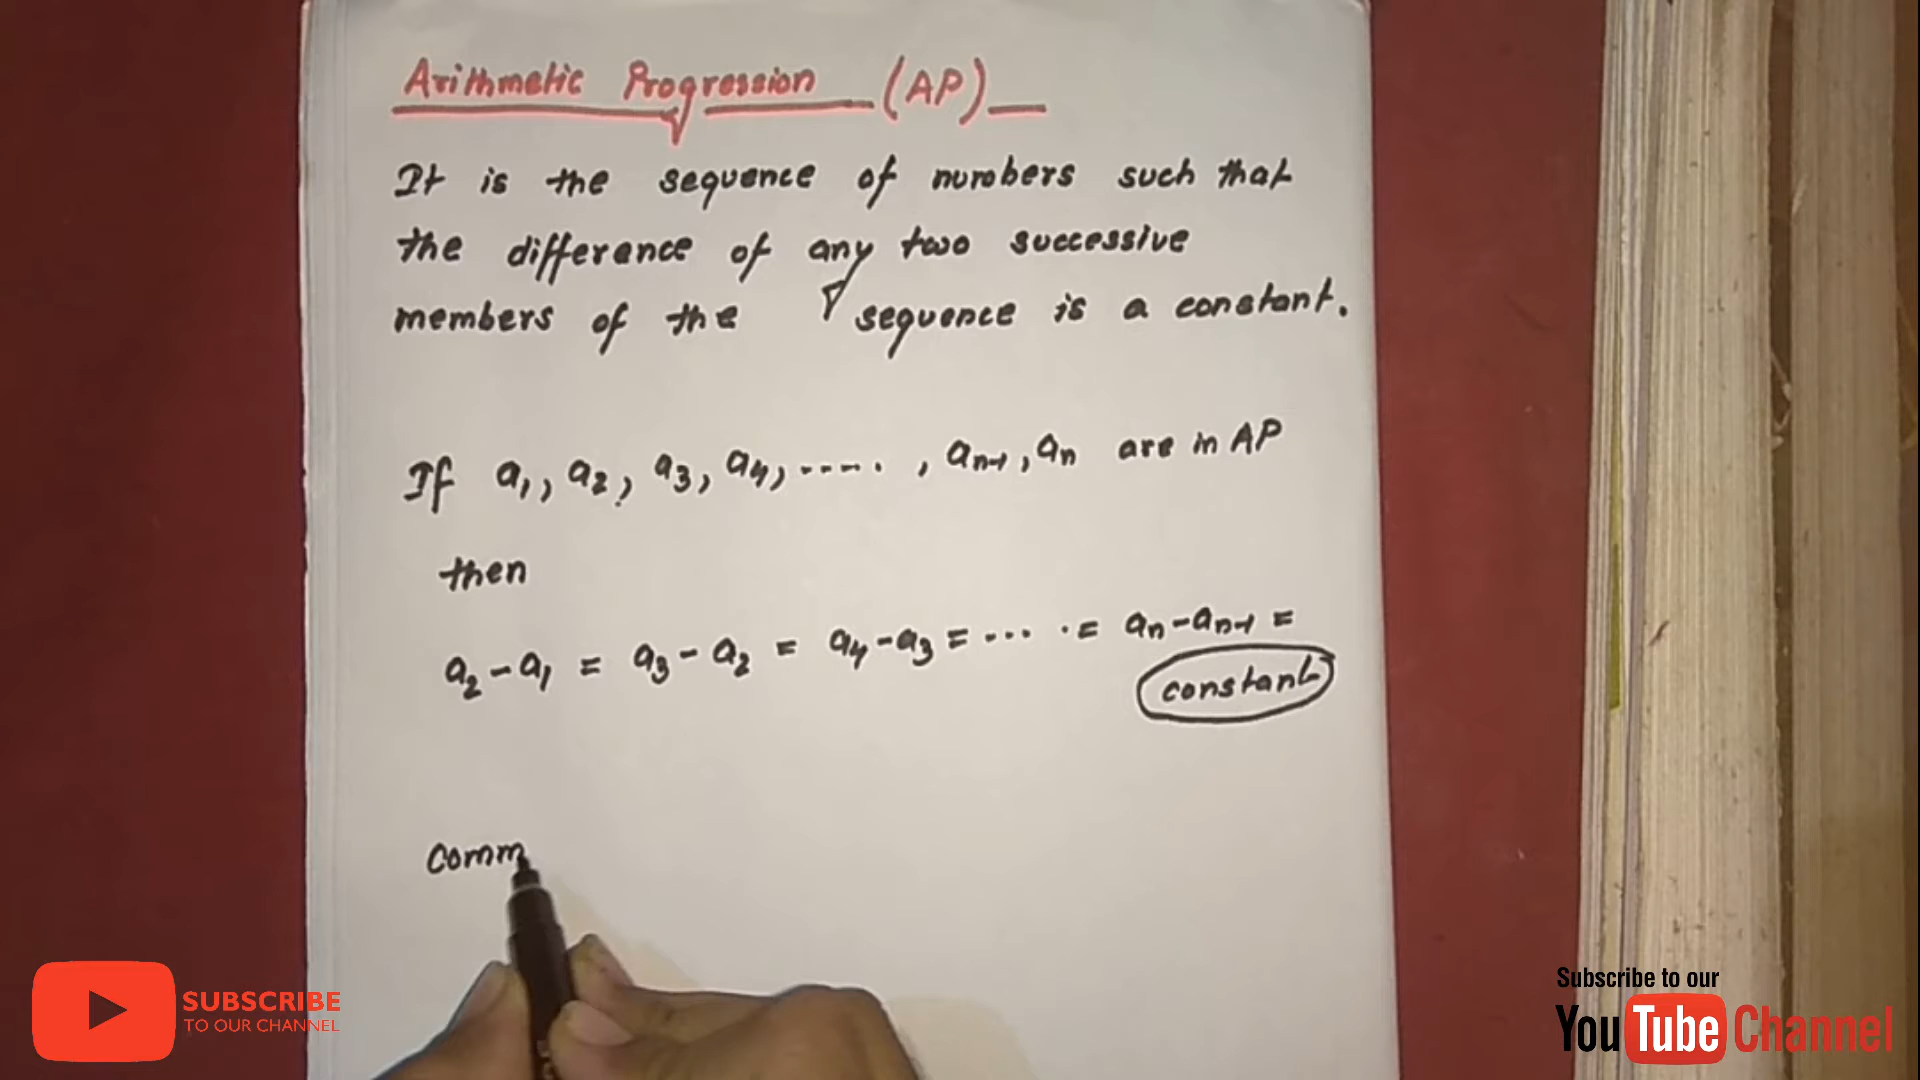 Arithmetic Progression (AP)
It is the sequence of numbers such that
the difference of any two successive
members of the sequence is a constant.
If a₁, a₂, a₃, a₄, ..... , aₙ₋₁, aₙ are in AP
then
a₂ - a₁ = a₃ - a₂ = a₄ - a₃ = ... . = aₙ - aₙ₋₁ =
constant
Comm
SUBSCRIBE
TO OUR CHANNEL
Subscribe to our
YouTube Channel